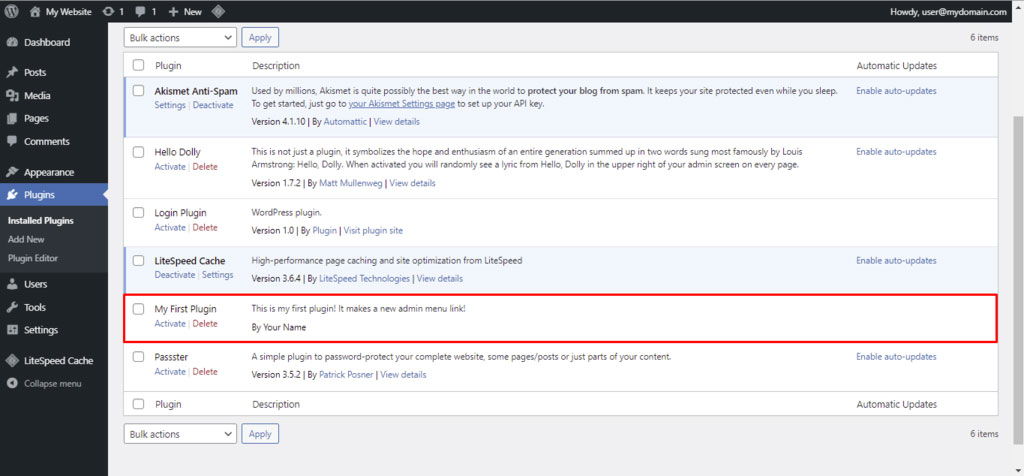 My Website 1 1 New Howdy, user@mydomain.com
Dashboard
Posts
Media
Pages
Comments
Appearance
Plugins
Installed Plugins
Add New
Plugin Editor
Users
Tools
Settings
LiteSpeed Cache
Collapse menu
Bulk actions Apply 6 items
Plugin Description Automatic Updates
Akismet Anti-Spam Used by millions, Akismet is quite possibly the best way in the world to protect your blog from spam. It keeps your site protected even while you sleep. Enable auto-updates
Settings | Deactivate To get started, just go to your Akismet Settings page to set up your API key.
Version 4.1.10 | By Automattic | View details
Hello Dolly This is not just a plugin, it symbolizes the hope and enthusiasm of an entire generation summed up in two words sung most famously by Louis Enable auto-updates
Activate | Delete Armstrong: Hello, Dolly. When activated you will randomly see a lyric from Hello, Dolly in the upper right of your admin screen on every page.
Version 1.7.2 | By Matt Mullenweg | View details
Login Plugin WordPress plugin.
Activate | Delete Version 1.0 | By Plugin | Visit plugin site
LiteSpeed Cache High-performance page caching and site optimization from LiteSpeed Enable auto-updates
Deactivate | Settings Version 3.6.4 | By LiteSpeed Technologies | View details
My First Plugin This is my first plugin! It makes a new admin menu link!
Activate | Delete By Your Name
Passster A simple plugin to password-protect your complete website, some pages/posts or just parts of your content. Enable auto-updates
Activate | Delete Version 3.5.2 | By Patrick Posner | View details
Plugin Description Automatic Updates
Bulk actions Apply 6 items